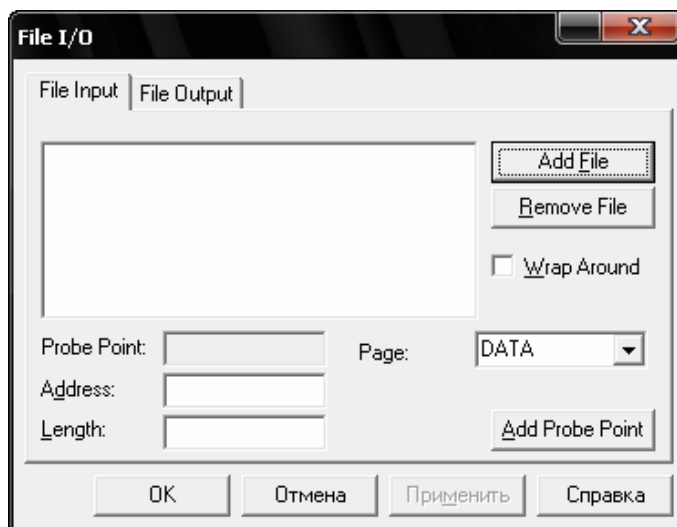 File I/O
File Input File Output
Add File
Remove File
Wrap Around
Probe Point:
Page: DATA
Address:
Length:
Add Probe Point
OK Отмена Применить Справка